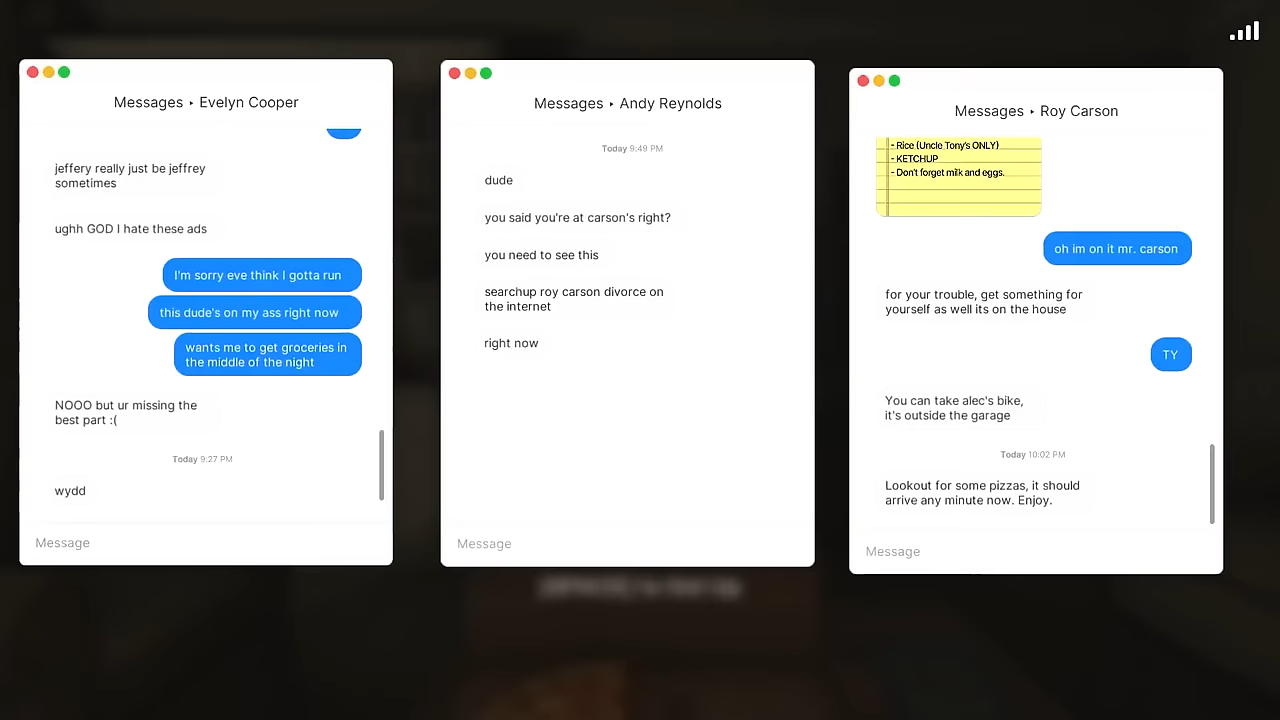 Messages ‣ Evelyn Cooper
jeffery really just be jeffrey
sometimes
ughh GOD I hate these ads
I'm sorry eve think I gotta run
this dude's on my ass right now
wants me to get groceries in
the middle of the night
NOOO but ur missing the
best part :(
Today 9:27 PM
wydd
Message
Messages ‣ Andy Reynolds
Today 9:49 PM
dude
you said you're at carson's right?
you need to see this
searchup roy carson divorce on
the internet
right now
Message
Messages ‣ Roy Carson
- Rice (Uncle Tony's ONLY)
- KETCHUP
- Don't forget milk and eggs.
oh im on it mr. carson
for your trouble, get something for
yourself as well its on the house
TY
You can take alec's bike,
it's outside the garage
Today 10:02 PM
Lookout for some pizzas, it should
arrive any minute now. Enjoy.
Message